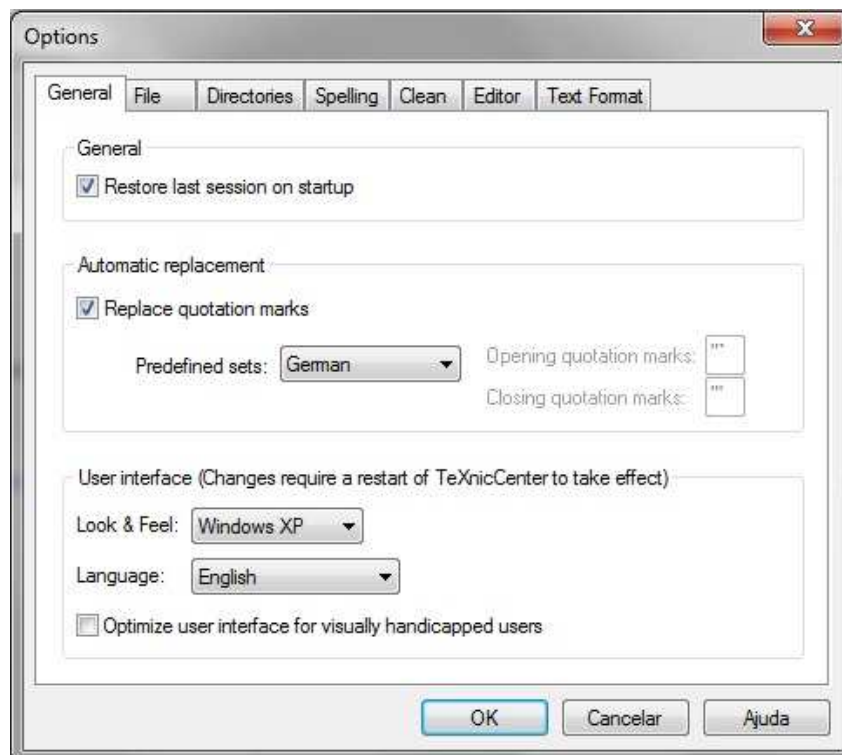 Options
General File Directories Spelling Clean Editor Text Format
General
Restore last session on startup
Automatic replacement
Replace quotation marks
Predefined sets: German
Opening quotation marks: ""
Closing quotation marks: ""
User interface (Changes require a restart of TeXnicCenter to take effect)
Look & Feel: Windows XP
Language: English
Optimize user interface for visually handicapped users
OK Cancelar Ajuda